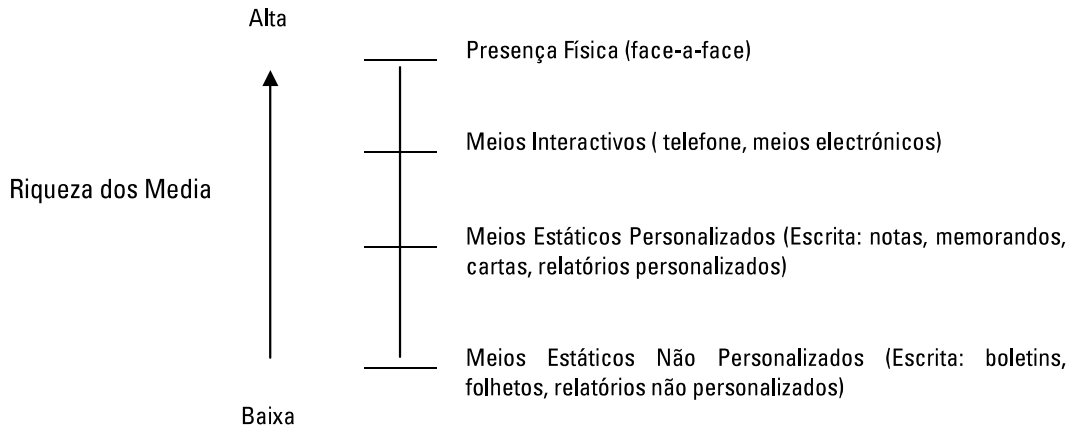 Alta
Presença Física (face-a-face)
Meios Interactivos ( telefone, meios electrónicos)
Riqueza dos Media
Meios Estáticos Personalizados (Escrita: notas, memorandos,
cartas, relatórios personalizados)
Meios Estáticos Não Personalizados (Escrita: boletins,
folhetos, relatórios não personalizados)
Baixa